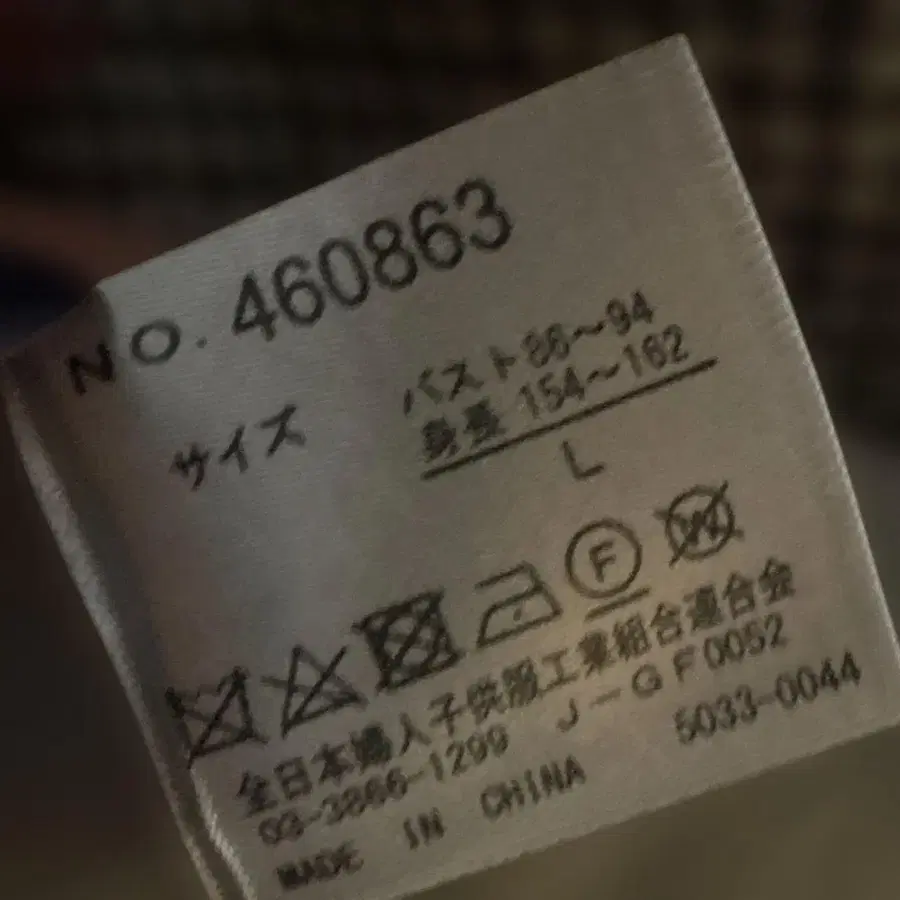 NO. 460863
サイズ バスト86～94
身長 154～162
L
F W
全日本婦人子供服工業組合連合会
03-3866-1299 J-GF0052
MADE IN CHINA 5033-0044